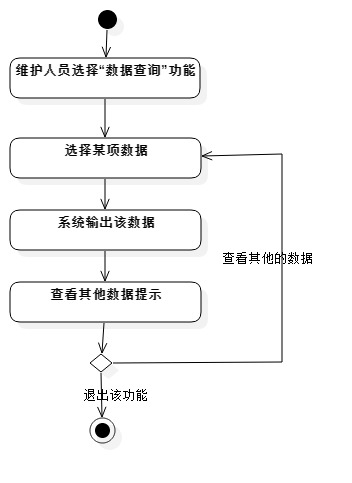 维护人员选择“数据查询”功能
选择某项数据
系统输出该数据
查看其他的数据
查看其他数据提示
退出该功能